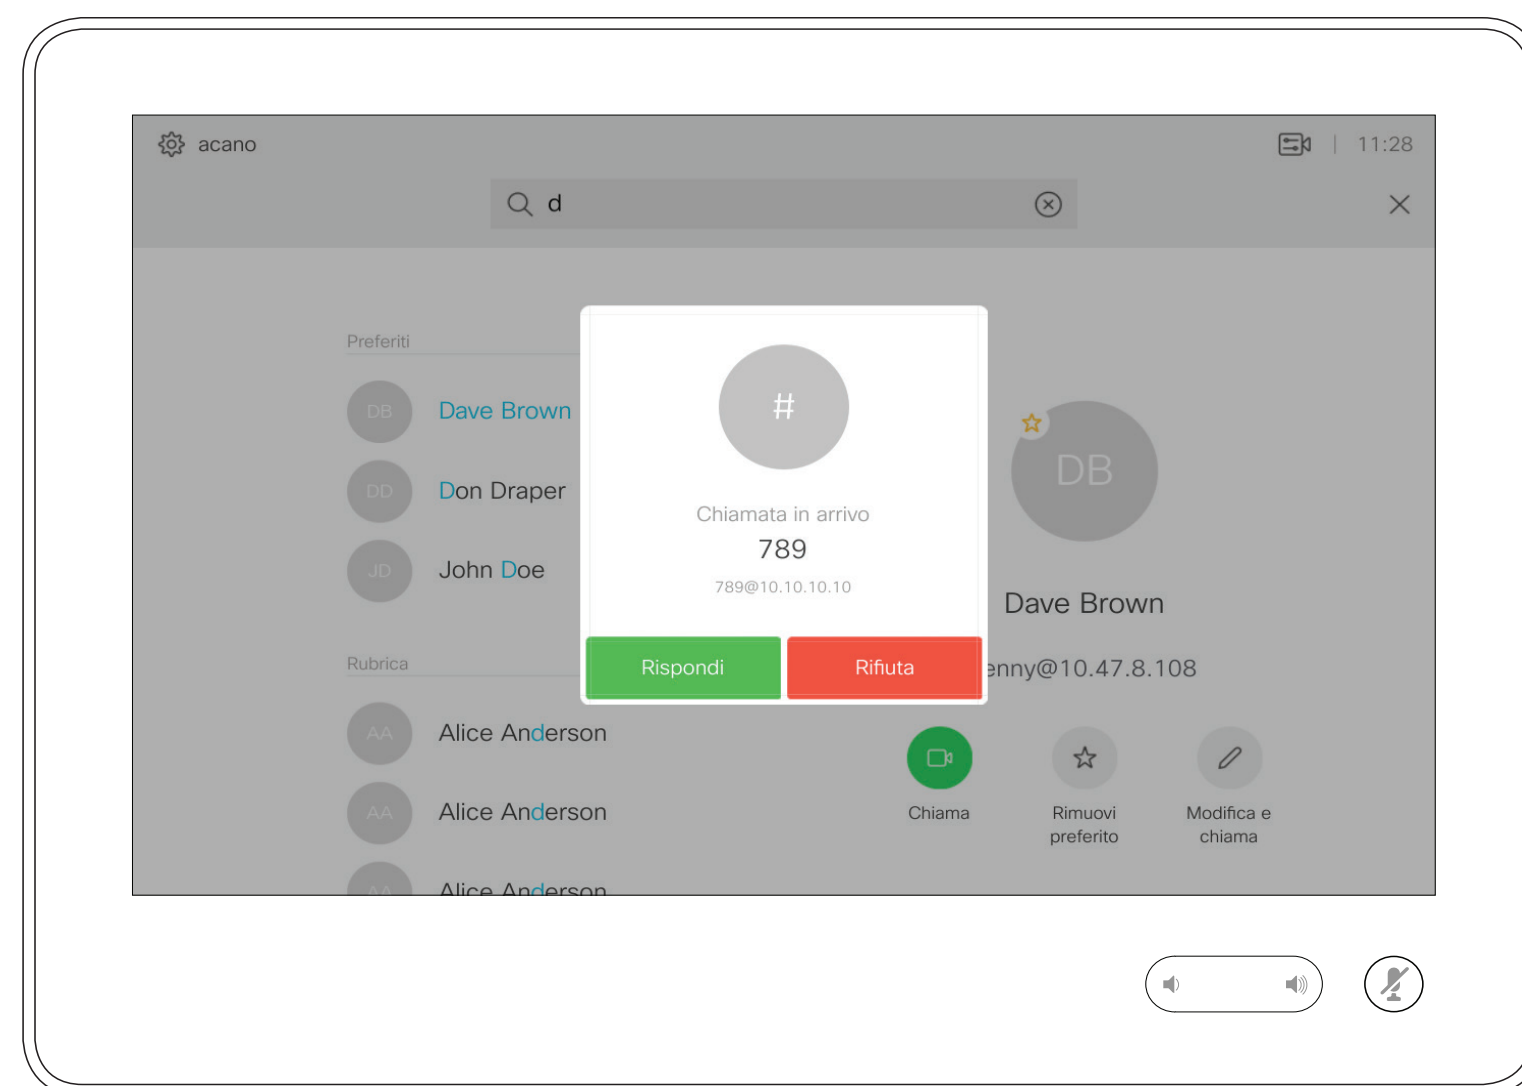 acano
11:28
d
Preferiti
DB
Dave Brown
DD
Don Draper
JD
John Doe
Rubrica
AA
Alice Anderson
AA
Alice Anderson
AA
Alice Anderson
#
Chiamata in arrivo
789
789@10.10.10.10
Rispondi
Rifiuta
DB
Dave Brown
enny@10.47.8.108
Chiama
Rimuovi
preferito
Modifica e
chiama